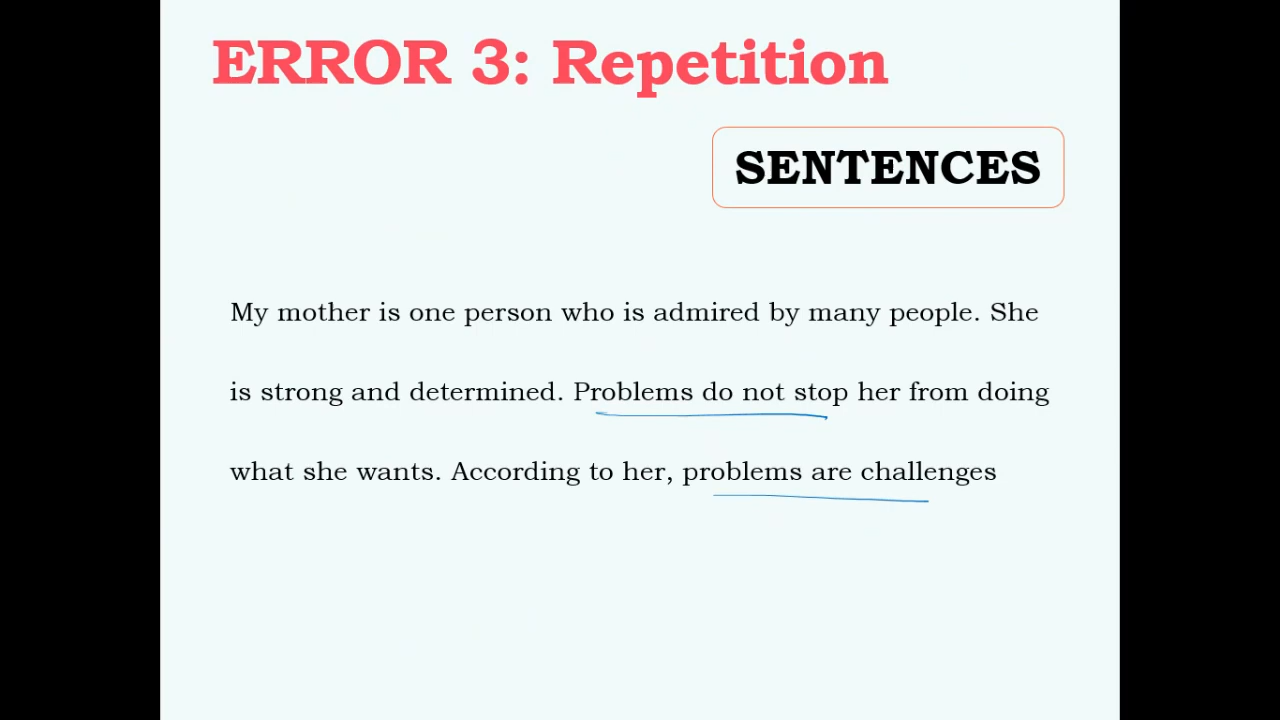 ERROR 3: Repetition
SENTENCES
My mother is one person who is admired by many people. She
is strong and determined. Problems do not stop her from doing
what she wants. According to her, problems are challenges